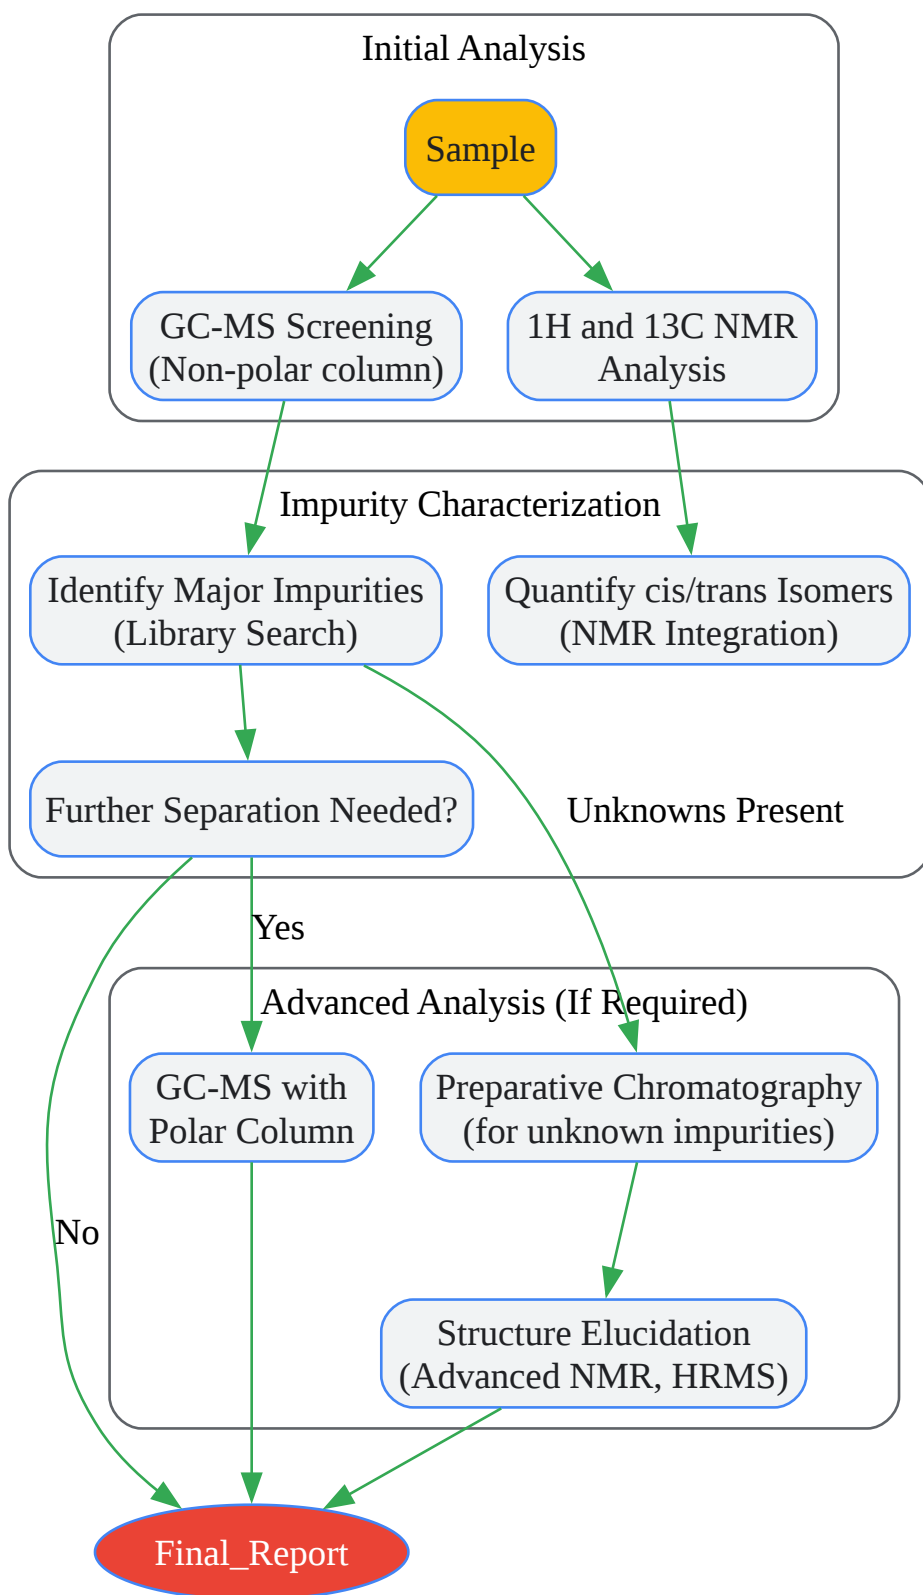 Initial Analysis
Sample
GC-MS Screening
(Non-polar column)
1H and 13C NMR
Analysis
Impurity Characterization
Identify Major Impurities
(Library Search)
Quantify cis/trans Isomers
(NMR Integration)
Further Separation Needed?
Unknowns Present
Yes
Advanced Analysis (If Required)
GC-MS with
Polar Column
Preparative Chromatography
(for unknown impurities)
No
Structure Elucidation
(Advanced NMR, HRMS)
Final_Report